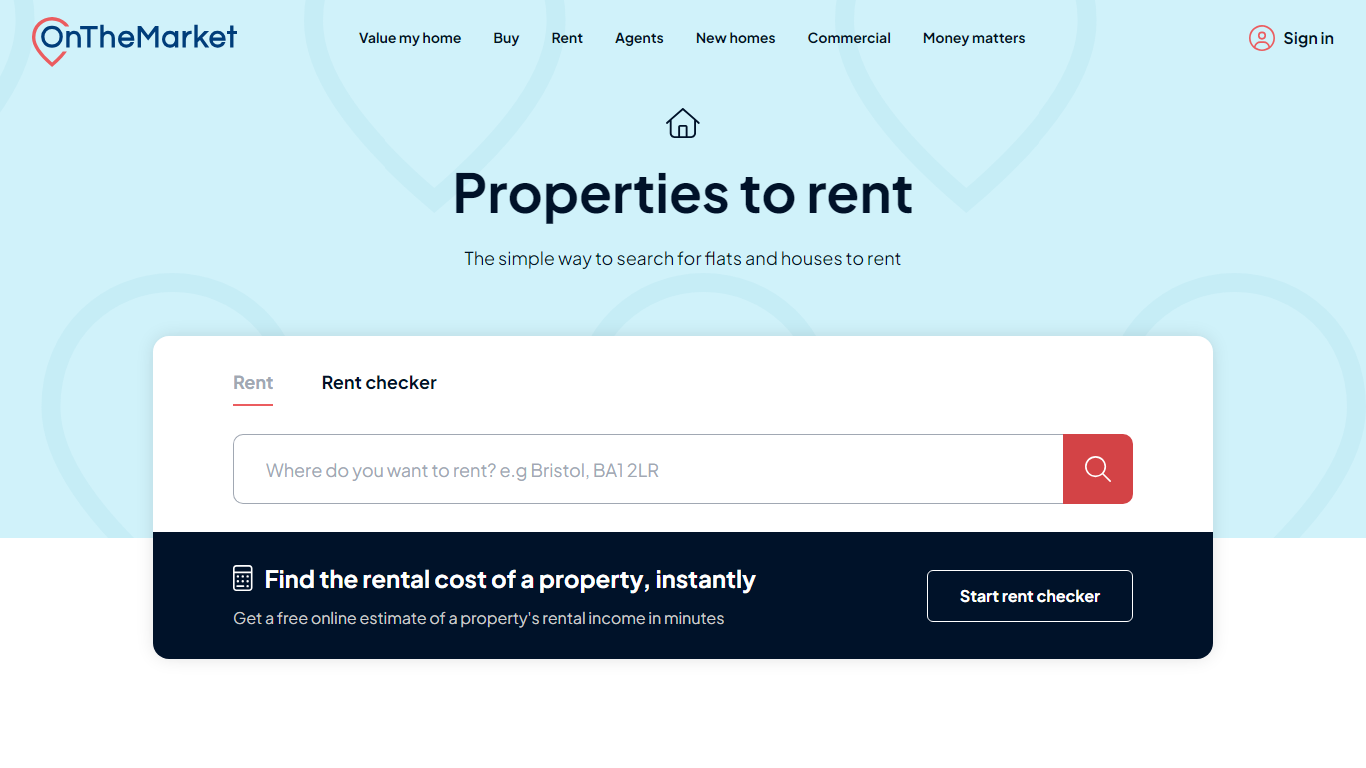 OnTheMarket
Value my home
Buy
Rent
Agents
New homes
Commercial
Money matters
Sign in
Properties to rent
The simple way to search for flats and houses to rent
Rent
Rent checker
Where do you want to rent? e.g Bristol, BA1 2LR
Find the rental cost of a property, instantly
Get a free online estimate of a property's rental income in minutes
Start rent checker